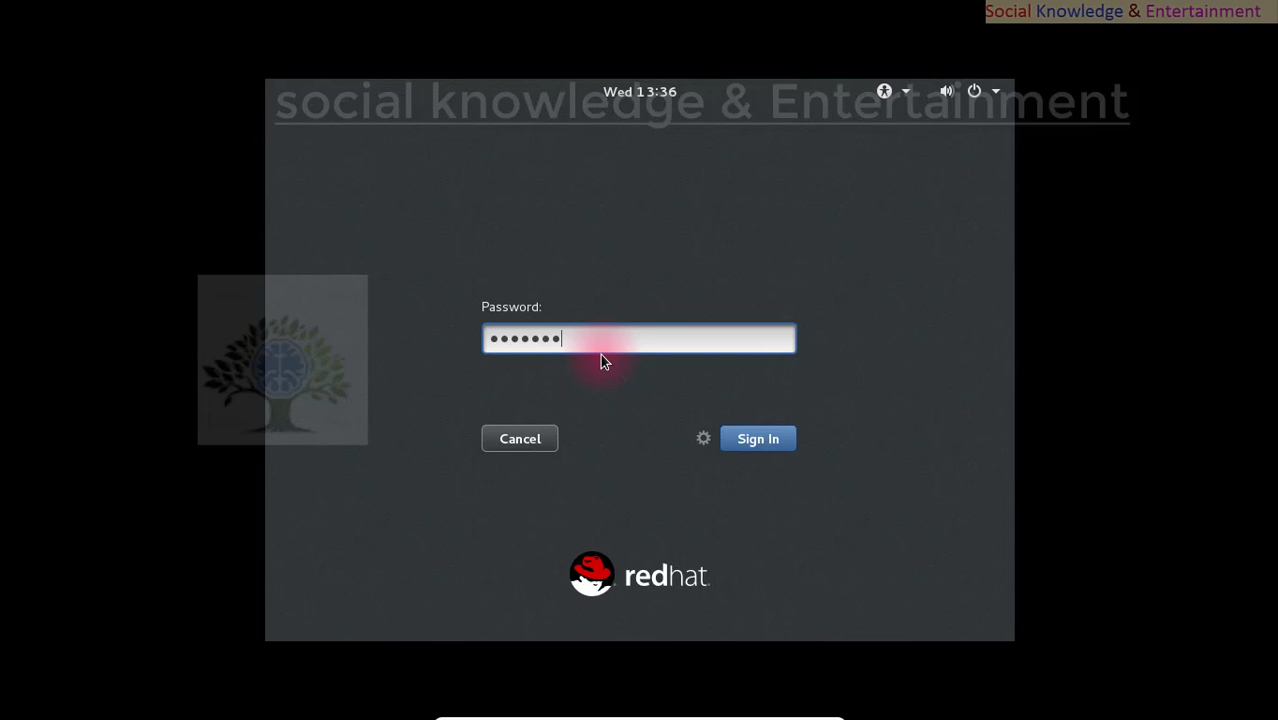 Social Knowledge & Entertainment
Wed 13:36
social knowledge & Entertainment
Password:
•••••••
Cancel
Sign In
redhat.